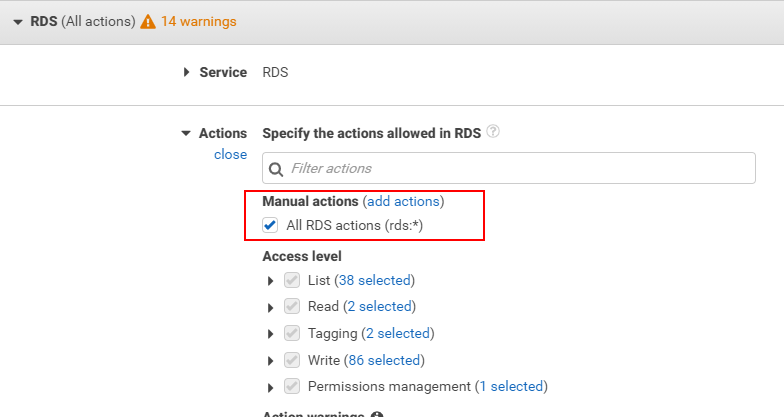 RDS (All actions) 14 warnings
Service RDS
Actions Specify the actions allowed in RDS ?
close
Filter actions
Manual actions (add actions)
All RDS actions (rds:*)
Access level
List (38 selected)
Read (2 selected)
Tagging (2 selected)
Write (86 selected)
Permissions management (1 selected)
Action warnings